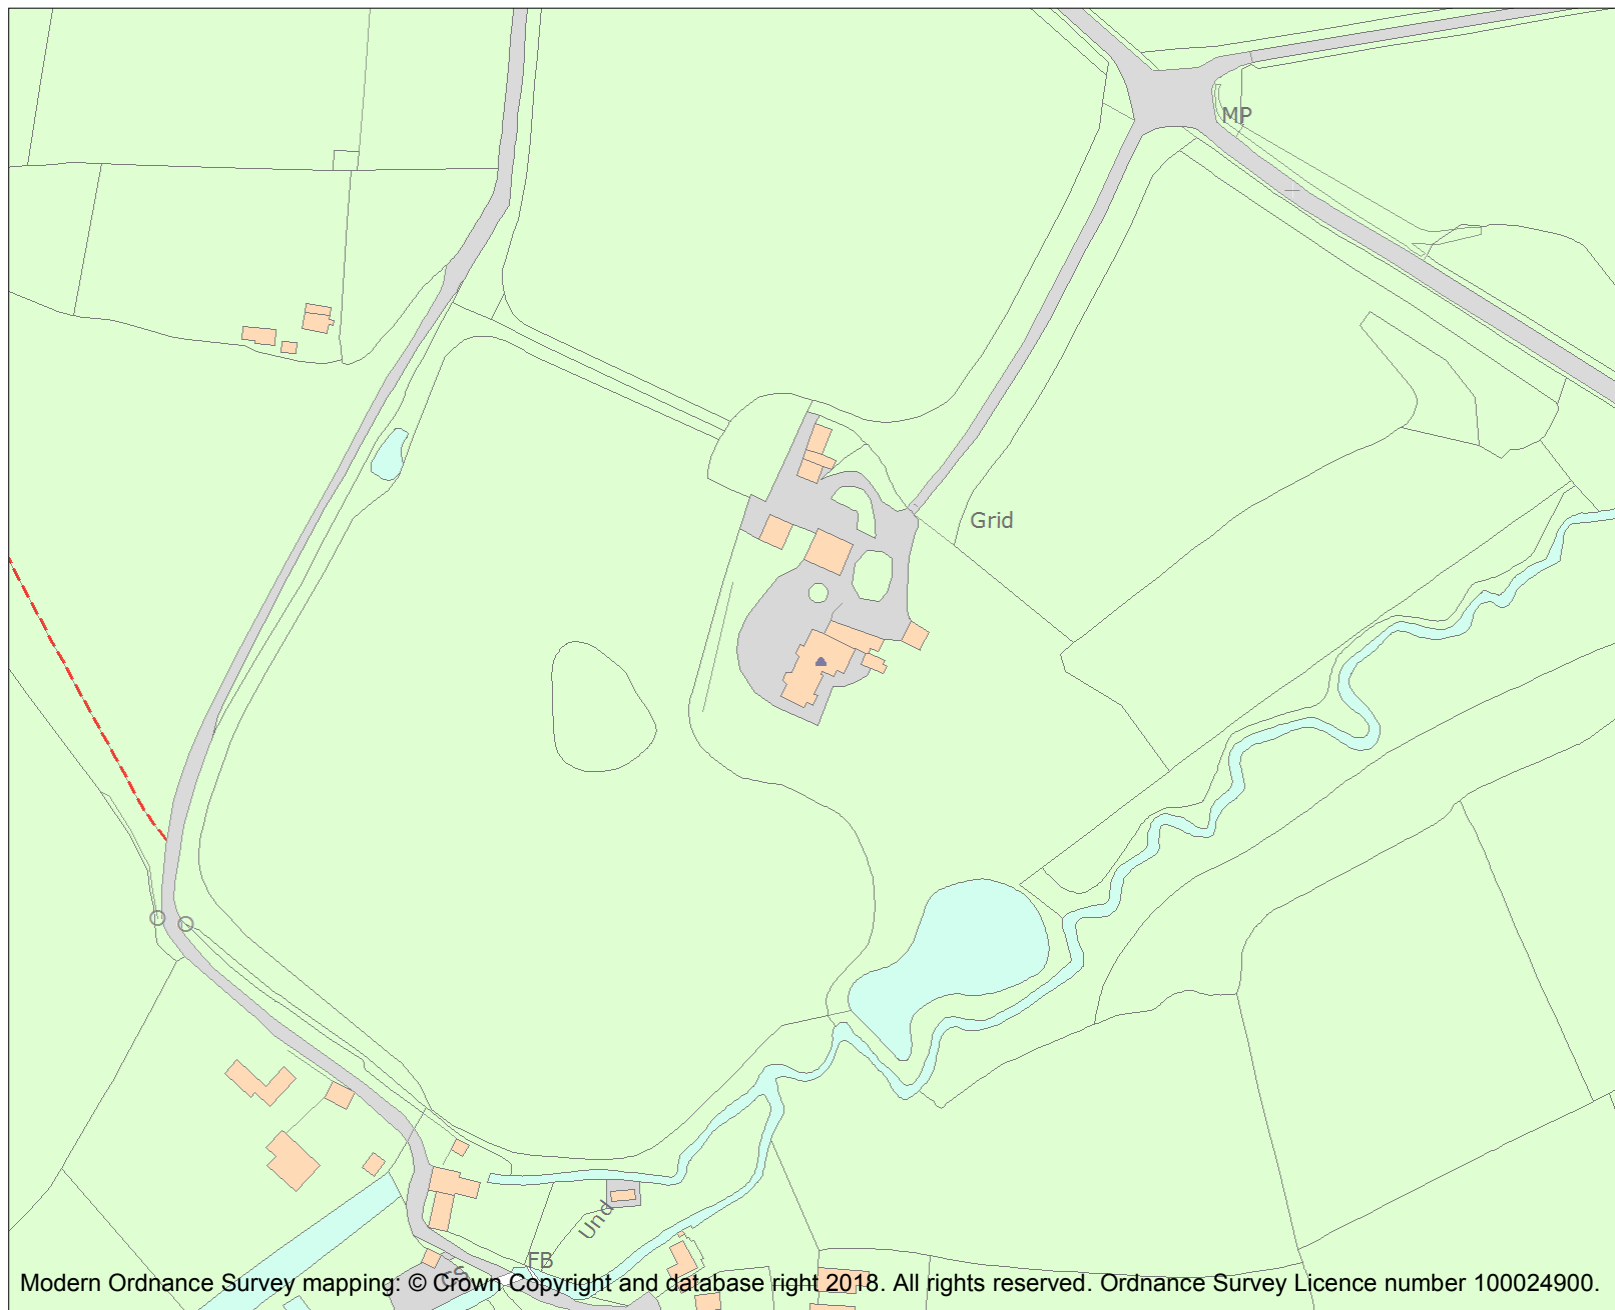 MP
Grid
Und
FB
CS
Modern Ordnance Survey mapping: © Crown Copyright and database right 2018. All rights reserved. Ordnance Survey Licence number 100024900.